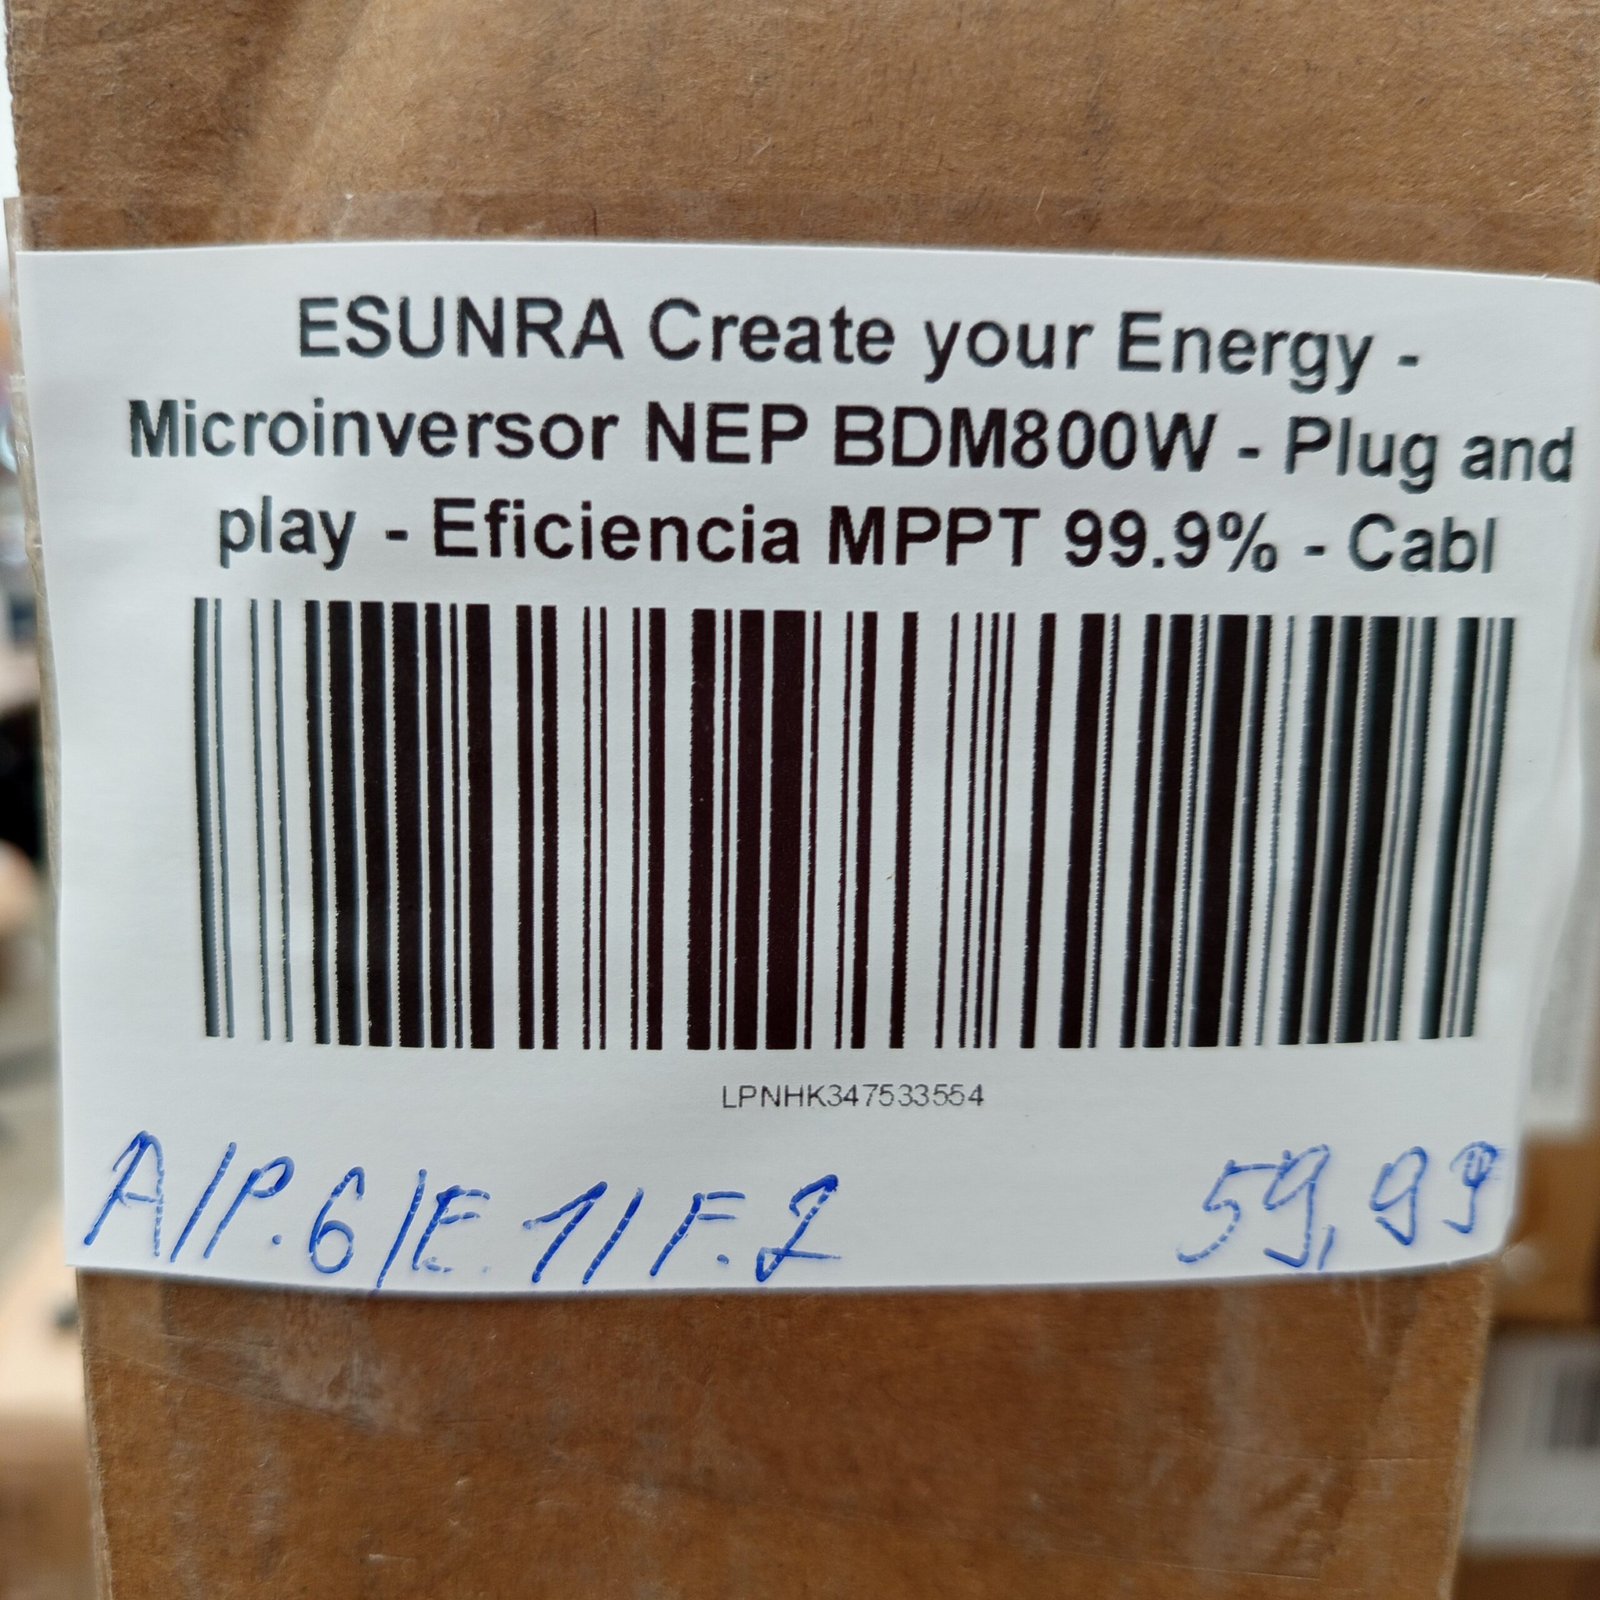 ESUNRA Create your Energy -
Microinversor NEP BDM800W - Plug and
play - Eficiencia MPPT 99.9% - Cabl
LPNHK347533554
A/P.6/E.1/F.2 59,99